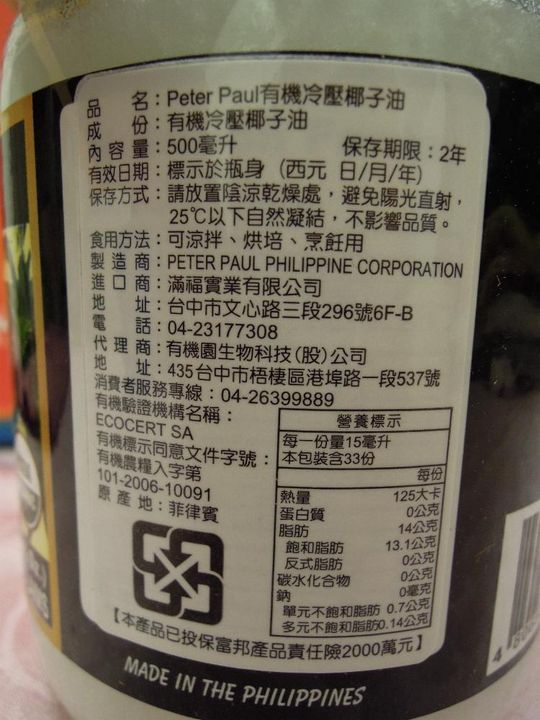 品　名：Peter Paul有機冷壓椰子油
成　份：有機冷壓椰子油
內容量：500毫升　保存期限：2年
有效日期：標示於瓶身（西元 日/月/年）
保存方式：請放置陰涼乾燥處，避免陽光直射，
25℃以下自然凝結，不影響品質。
食用方法：可涼拌、烘培、烹飪用
製造商：PETER PAUL PHILIPPINE CORPORATION
進口商：滿福實業有限公司
地　址：台中市文心路三段296號6F-B
電　話：04-23177308
代理商：有機園生物科技(股)公司
地　址：435台中市梧棲區港埠路一段537號
消費者服務專線：04-26399889
有機驗證機構名稱：
ECOCERT SA
有機標示同意文件字號：
有機農糧入字第
101-2006-10091
原產地：菲律賓
營養標示
每一份量15毫升
本包裝含33份
每份
熱量 125大卡
蛋白質 0公克
脂肪 14公克
飽和脂肪 13.1公克
反式脂肪 0公克
碳水化合物 0公克
鈉 0毫克
單元不飽和脂肪 0.7公克
多元不飽和脂肪0.14公克
【本產品已投保富邦產品責任險2000萬元】
MADE IN THE PHILIPPINES